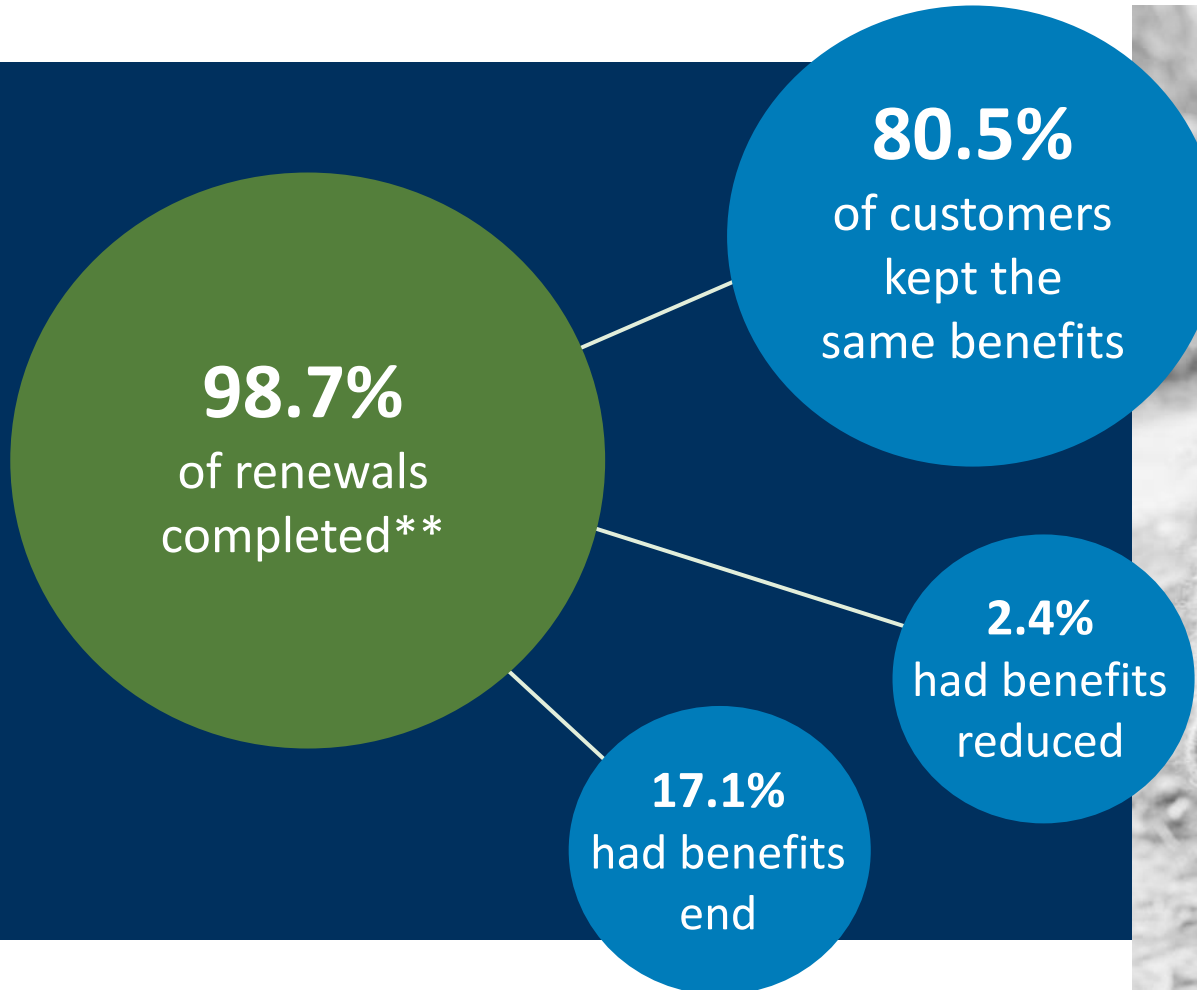 98.7%
of renewals
completed**
80.5%
of customers
kept the
same benefits
2.4%
had benefits
reduced
17.1%
had benefits
end